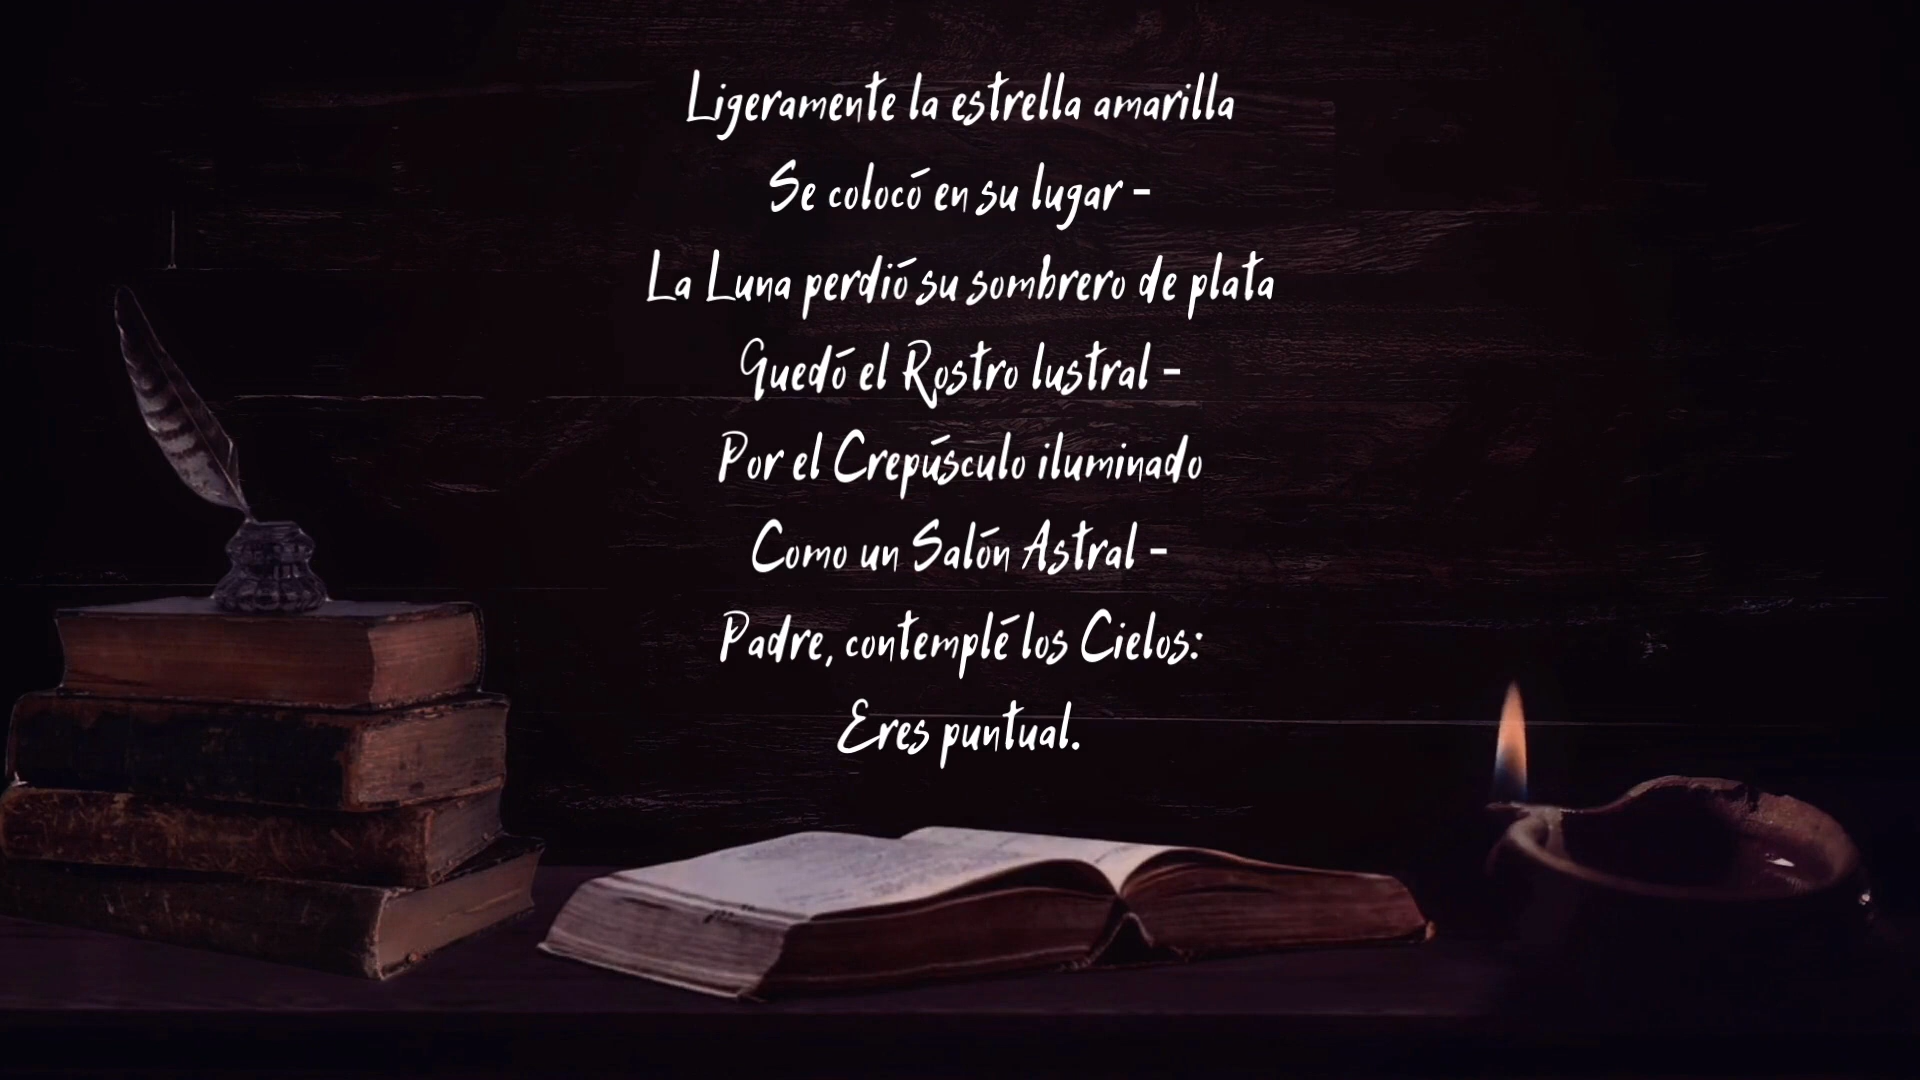 Ligeramente la estrella amarilla
Se colocó en su lugar -
La Luna perdió su sombrero de plata
Quedó el Rostro lustral -
Por el Crepúsculo iluminado
Como un Salón Astral -
Padre, contemplé los Cielos:
Eres puntual.